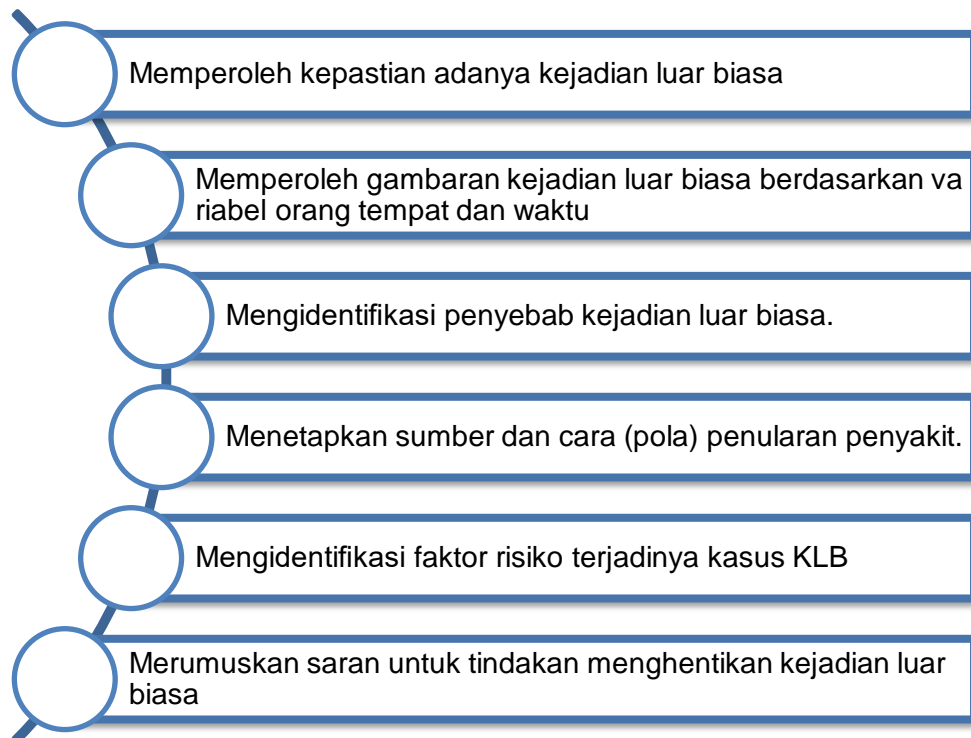 Memperoleh kepastian adanya kejadian luar biasa
Memperoleh gambaran kejadian luar biasa berdasarkan va
riabel orang tempat dan waktu
Mengidentifikasi penyebab kejadian luar biasa.
Menetapkan sumber dan cara (pola) penularan penyakit.
Mengidentifikasi faktor risiko terjadinya kasus KLB
Merumuskan saran untuk tindakan menghentikan kejadian luar
biasa